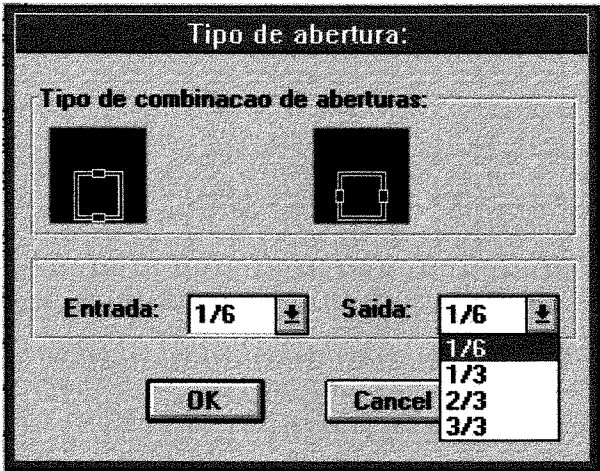 Tipo de abertura:
Tipo de combinacao de aberturas:
Entrada: 1/6 Saida: 1/6
1/6
1/3
2/3
3/3
OK Cancel